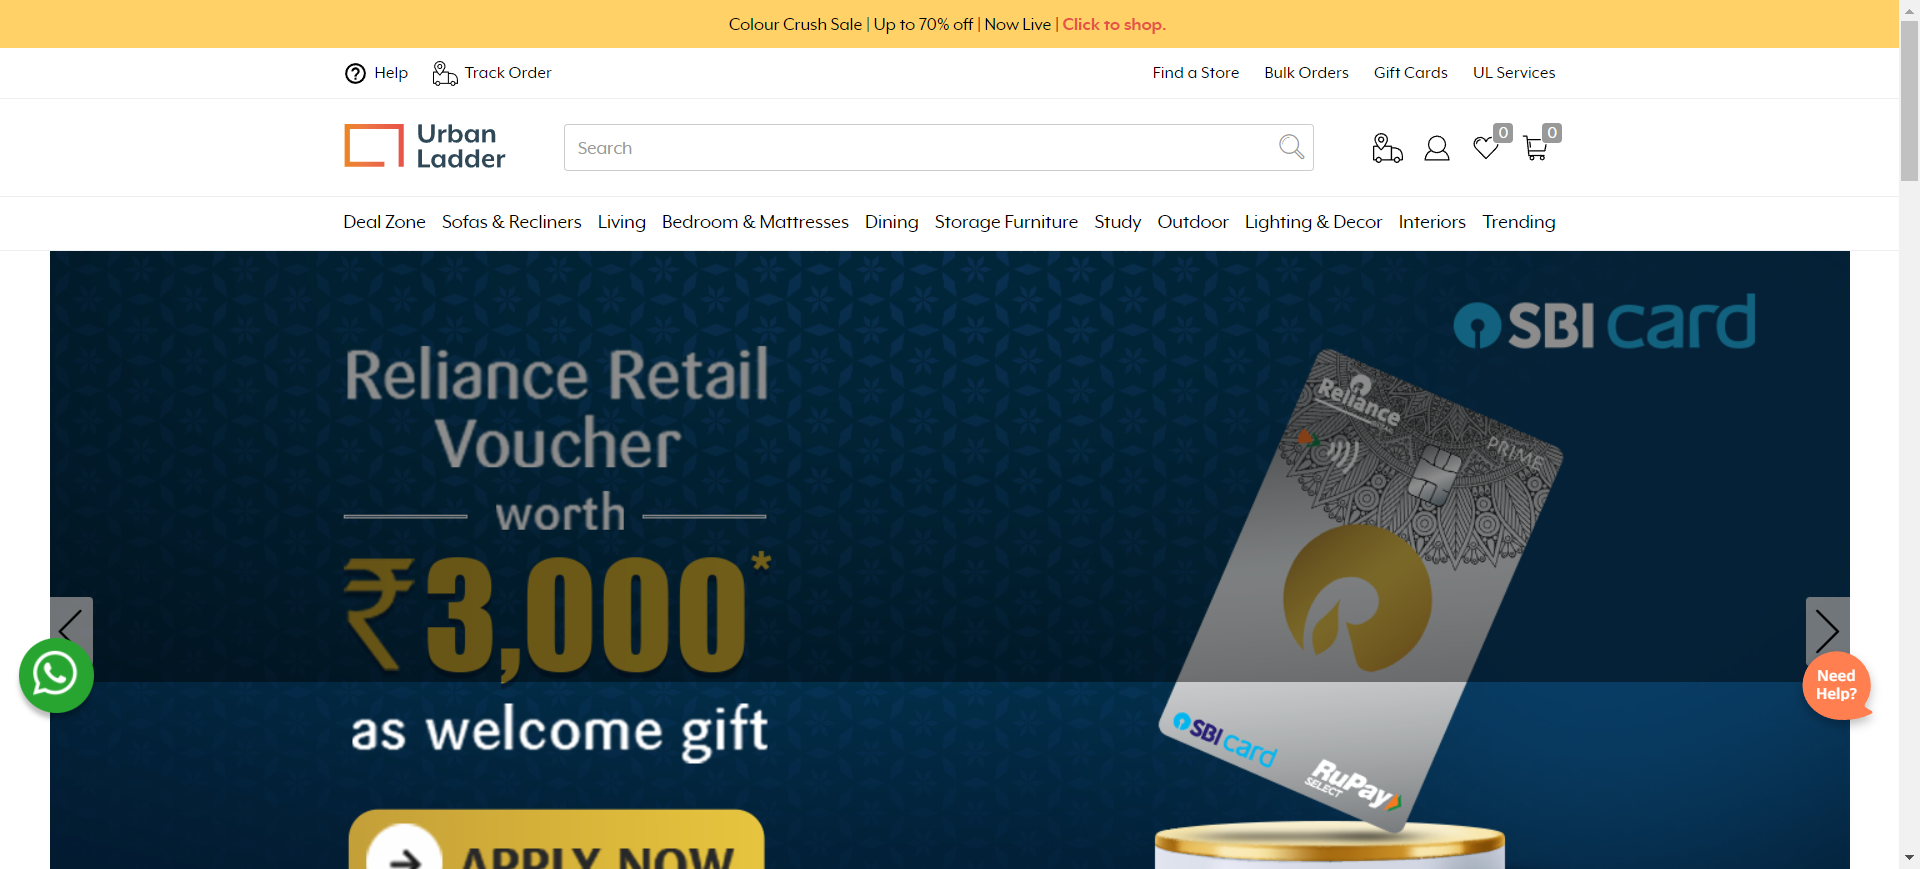 Colour Crush Sale | Up to 70% off | Now Live | Click to shop.
Help
Track Order
Find a Store
Bulk Orders
Gift Cards
UL Services
Urban
Ladder
Search
0
0
Deal Zone
Sofas & Recliners
Living
Bedroom & Mattresses
Dining
Storage Furniture
Study
Outdoor
Lighting & Decor
Interiors
Trending
SBI card
Reliance Retail
Voucher
worth
₹3,000*
as welcome gift
APPLY NOW
Reliance
PRIME
SBI card
RuPay
SELECT
Need
Help?